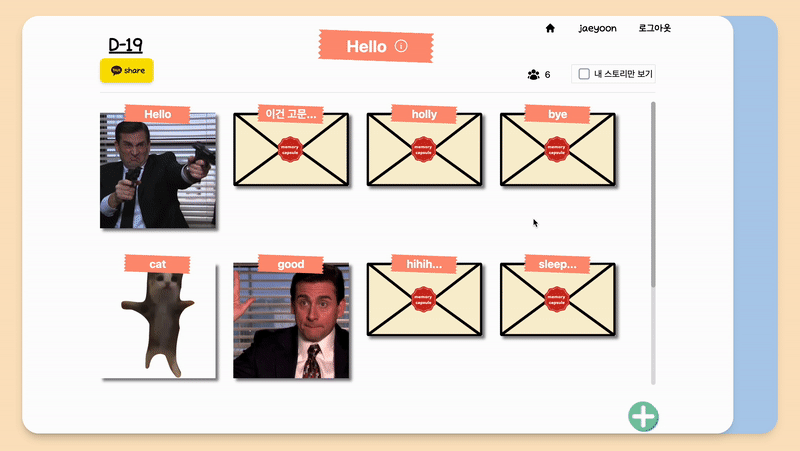 jaeyoon 로그아웃
D-19
Hello
share
6 내 스토리만 보기
Hello
이건 고문...
holly
bye
memory
capsule
memory
capsule
memory
capsule
cat
good
hihih...
sleep...
memory
capsule
memory
capsule